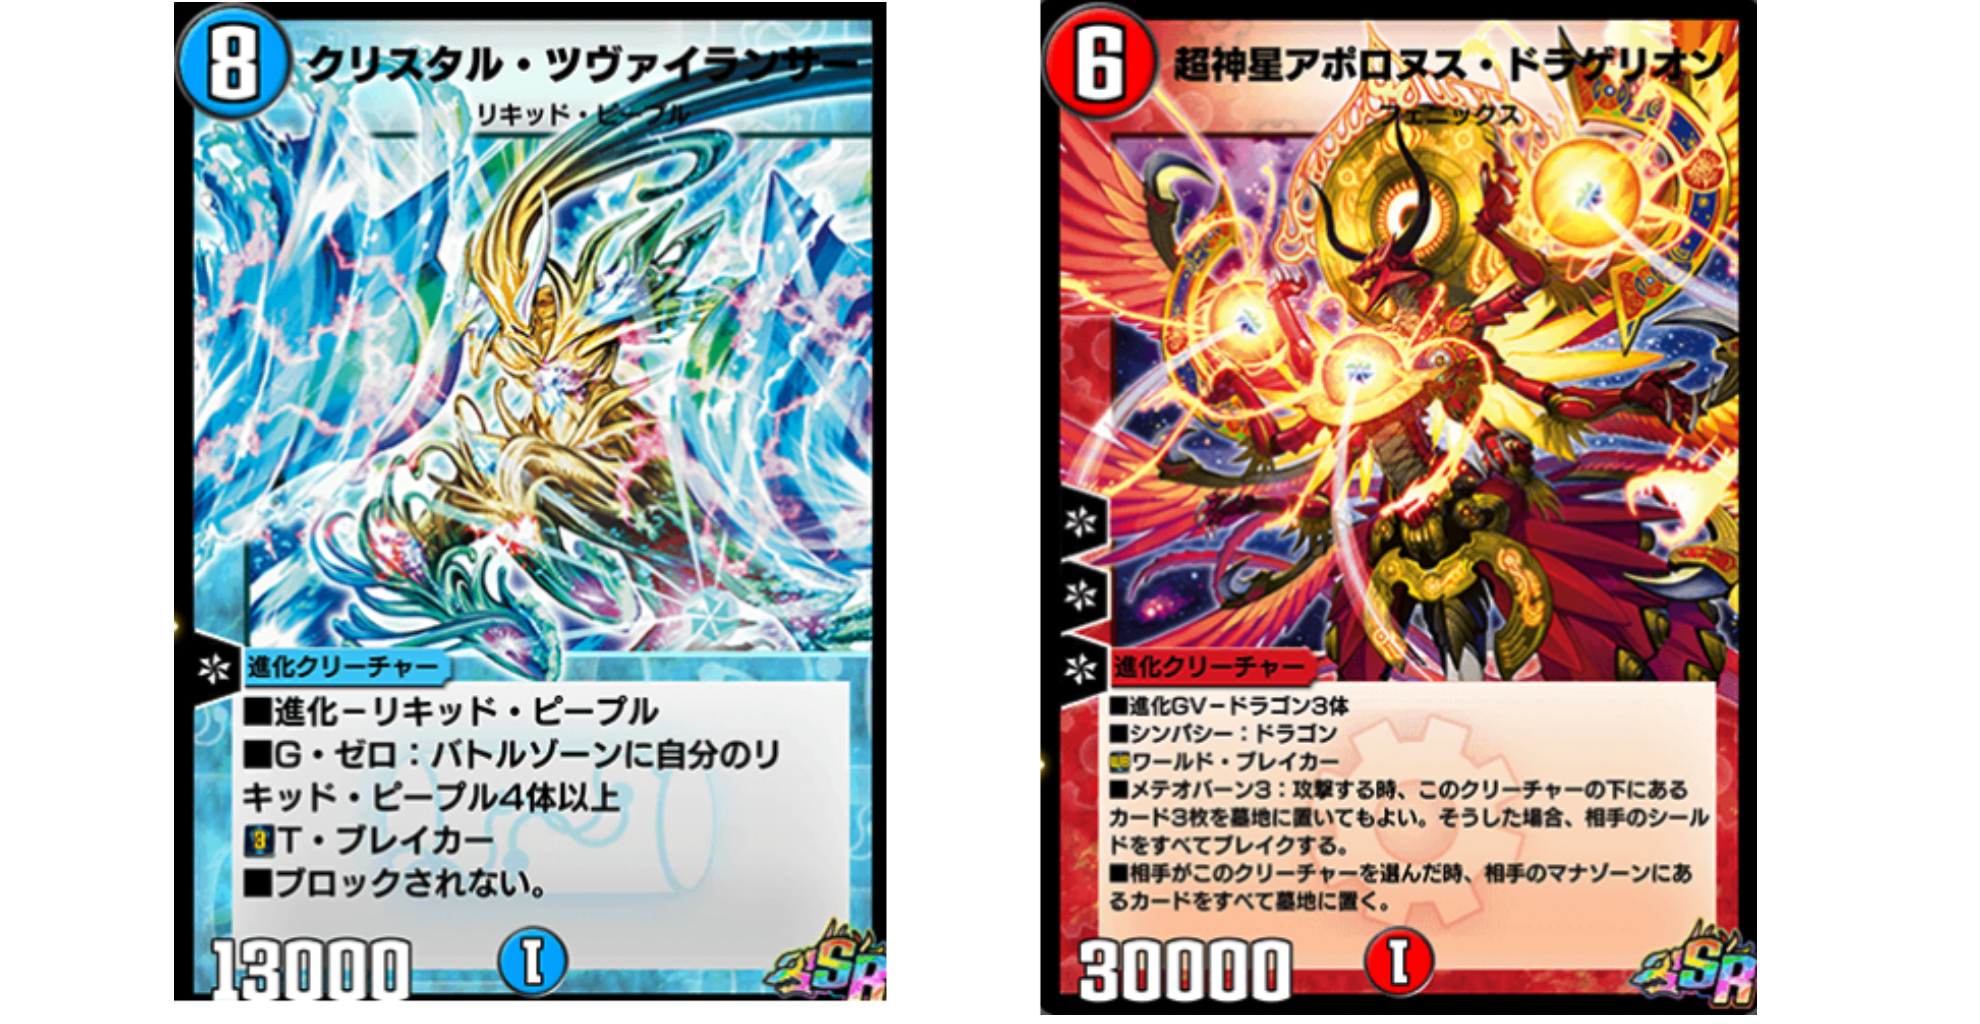 8
クリスタル・ツヴァイランサー
リキッド・ピープル
進化クリーチャー
■進化－リキッド・ピープル
■G・ゼロ：バトルゾーンに自分のリ
キッド・ピープル4体以上
3 T・ブレイカー
■ブロックされない。
13000
1
SR
6
超神星アポロヌス・ドラゲリオン
フェニックス
進化クリーチャー
■進化GV－ドラゴン3体
■シンパシー：ドラゴン
ワールド・ブレイカー
■メテオバーン3：攻撃する時、このクリーチャーの下にある
カード3枚を墓地に置いてもよい。そうした場合、相手のシール
ドをすべてブレイクする。
■相手がこのクリーチャーを選んだ時、相手のマナゾーンにあ
るカードをすべて墓地に置く。
30000
1
SR